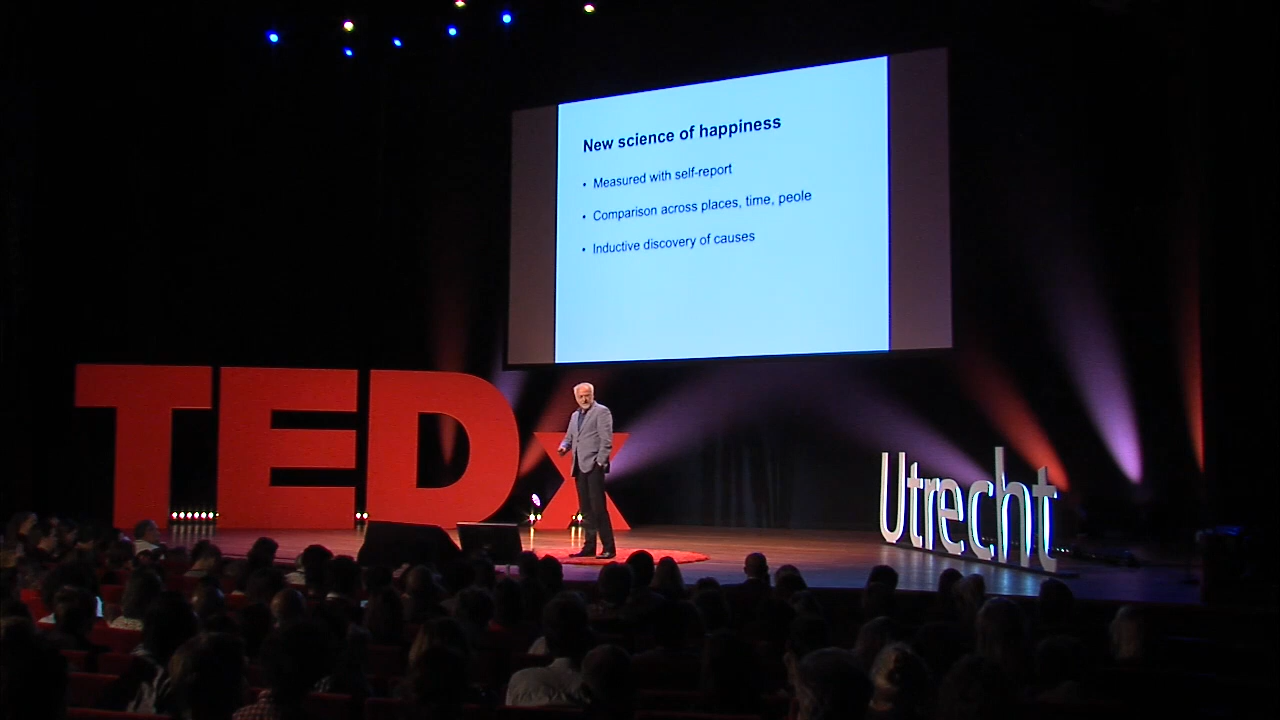 New science of happiness
• Measured with self-report
• Comparison across places, time, peole
• Inductive discovery of causes
TEDx
Utrecht